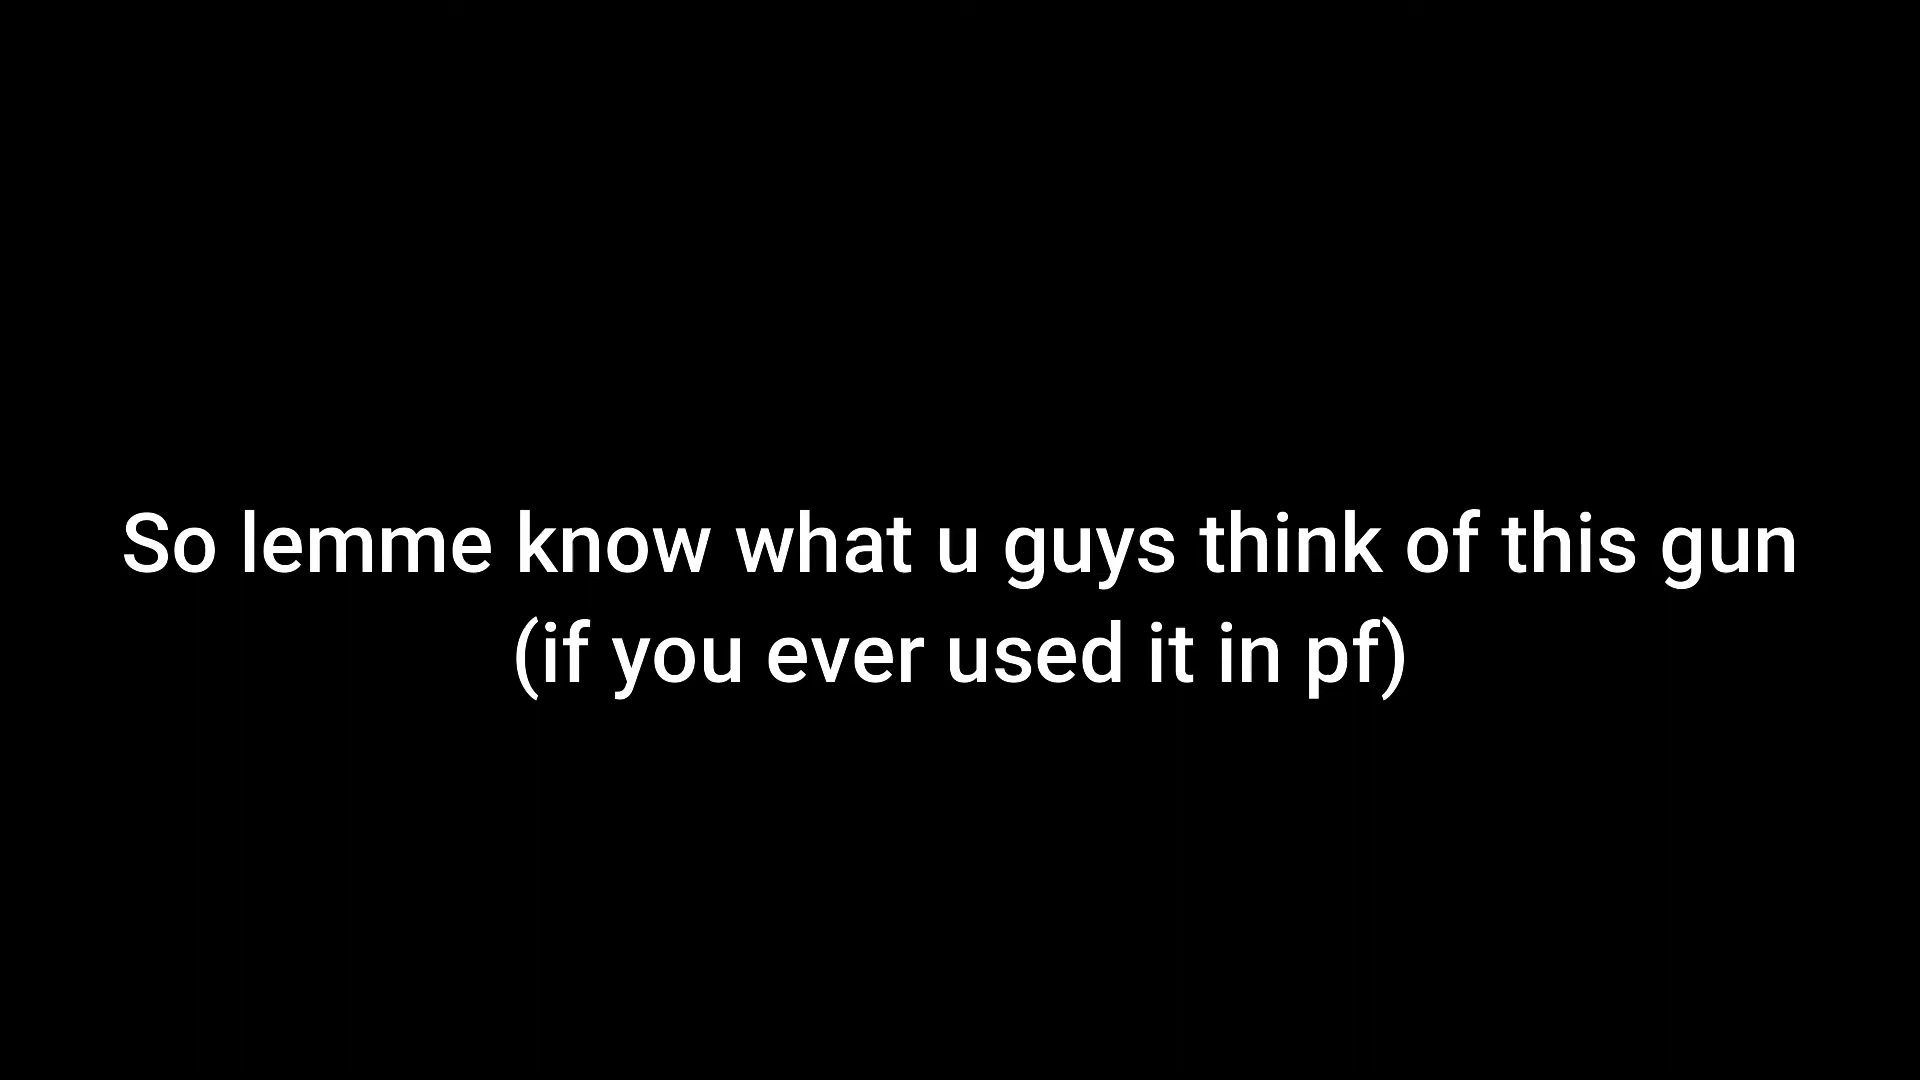 So lemme know what u guys think of this gun
(if you ever used it in pf)